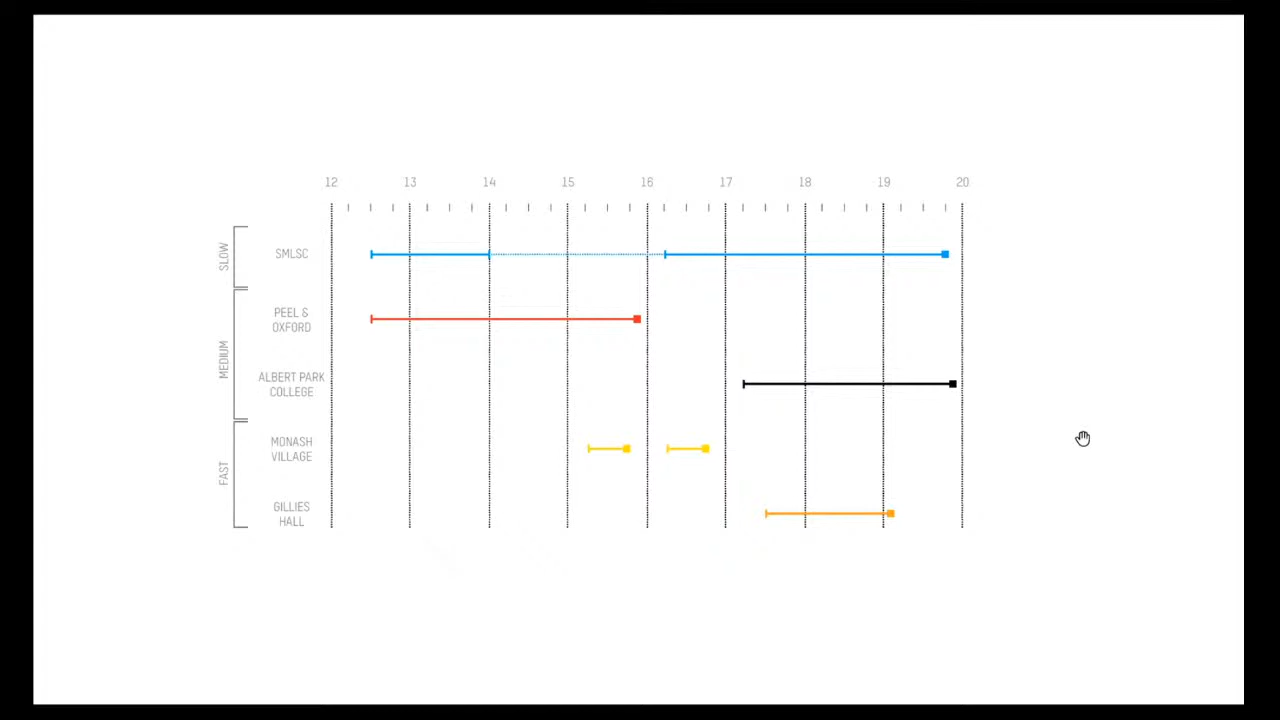 12 13 14 15 16 17 18 19 20
SLOW
SMLSC
MEDIUM
PEEL &
OXFORD
ALBERT PARK
COLLEGE
FAST
MONASH
VILLAGE
GILLIES
HALL